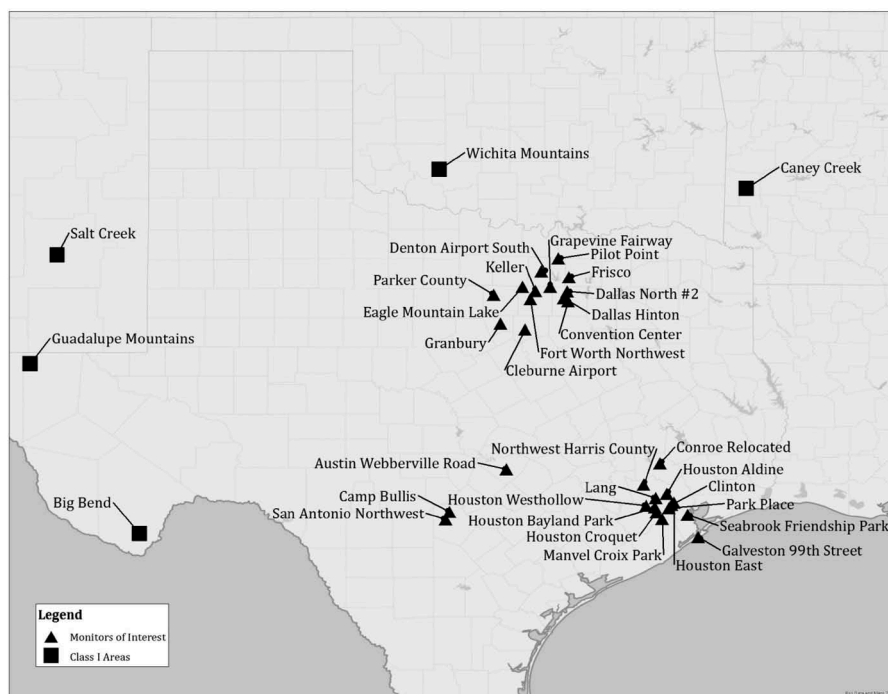 Wichita Mountains
Caney Creek
Salt Creek
Grapevine Fairway
Denton Airport South
Pilot Point
Keller
Frisco
Parker County
Dallas North #2
Eagle Mountain Lake
Dallas Hinton
Guadalupe Mountains
Convention Center
Granbury
Fort Worth Northwest
Cleburne Airport
Northwest Harris County
Conroe Relocated
Austin Webberville Road
Houston Aldine
Lang
Clinton
Camp Bullis
Houston Westhollow
Park Place
Big Bend
San Antonio Northwest
Houston Bayland Park
Seabrook Friendship Park
Houston Croquet
Manvel Croix Park
Galveston 99th Street
Houston East
Legend
Monitors of Interest
Class I Areas